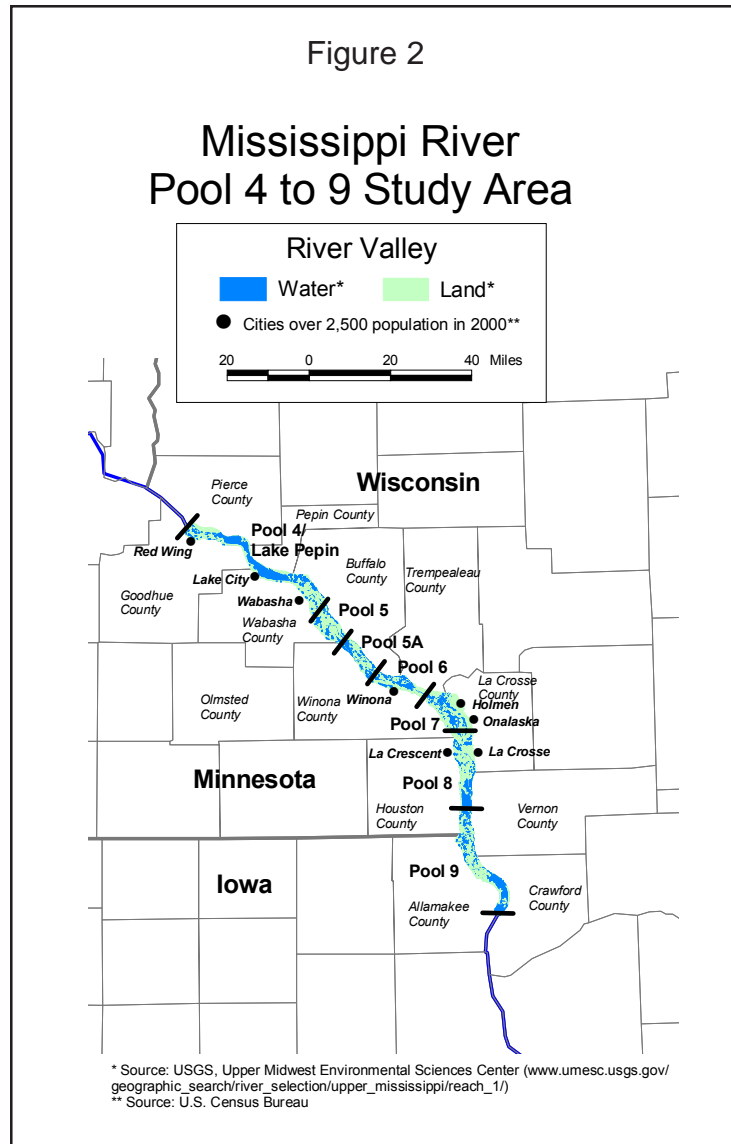 Figure 2
Mississippi River
Pool 4 to 9 Study Area
River Valley
Water*
Land*
Cities over 2,500 population in 2000**
20 0 20 40 Miles
Wisconsin
Pierce
County
Pepin County
Pool 4/
Lake Pepin
Red Wing
Buffalo
County
Trempealeau
County
Lake City
Goodhue
County
Wabasha
Pool 5
Wabasha
County
Pool 5A
Pool 6
La Crosse
County
Olmsted
County
Winona
County
Winona
Holmen
Onalaska
Pool 7
La Crescent
La Crosse
Minnesota
Pool 8
Houston
County
Vernon
County
Iowa
Pool 9
Allamakee
County
Crawford
County
* Source: USGS, Upper Midwest Environmental Sciences Center (www.umesc.usgs.gov/
geographic_search/river_selection/upper_mississippi/reach_1/)
** Source: U.S. Census Bureau